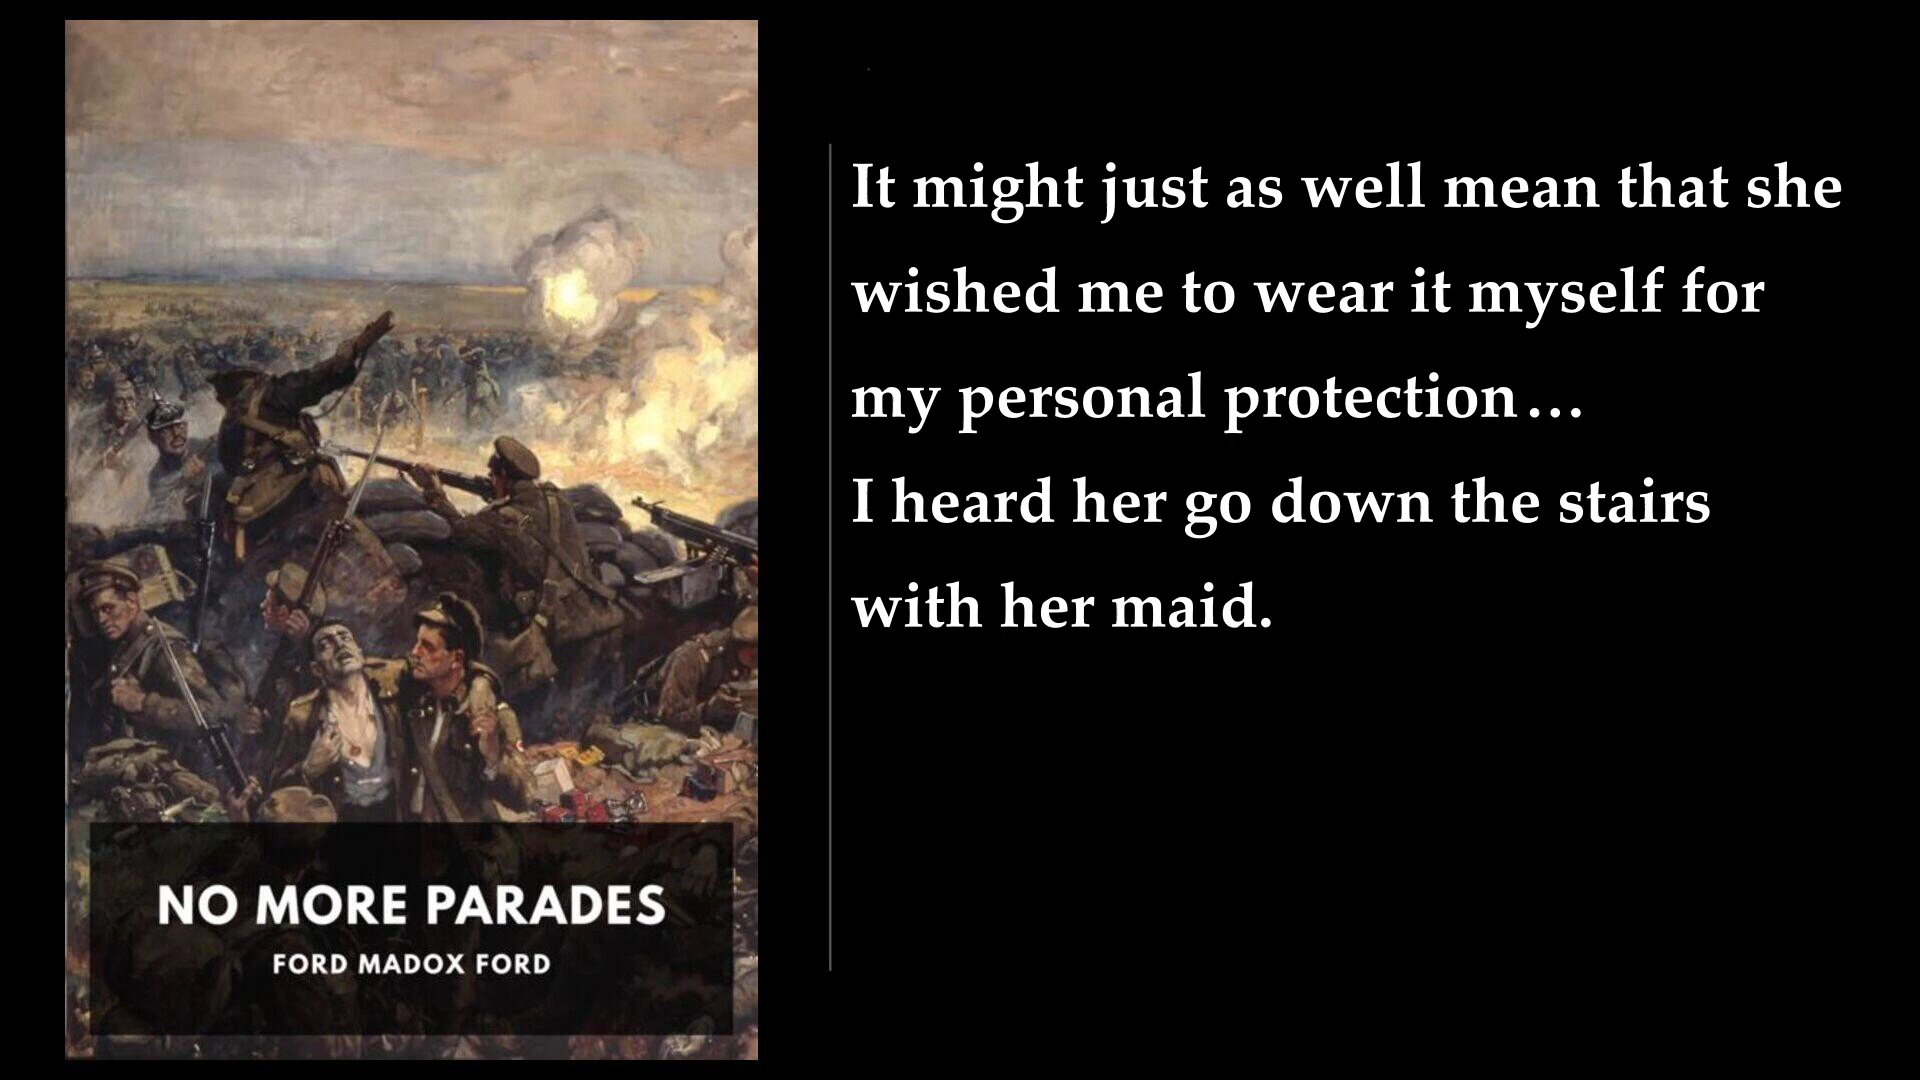 It might just as well mean that she
wished me to wear it myself for
my personal protection…
I heard her go down the stairs
with her maid.
NO MORE PARADES
FORD MADOX FORD